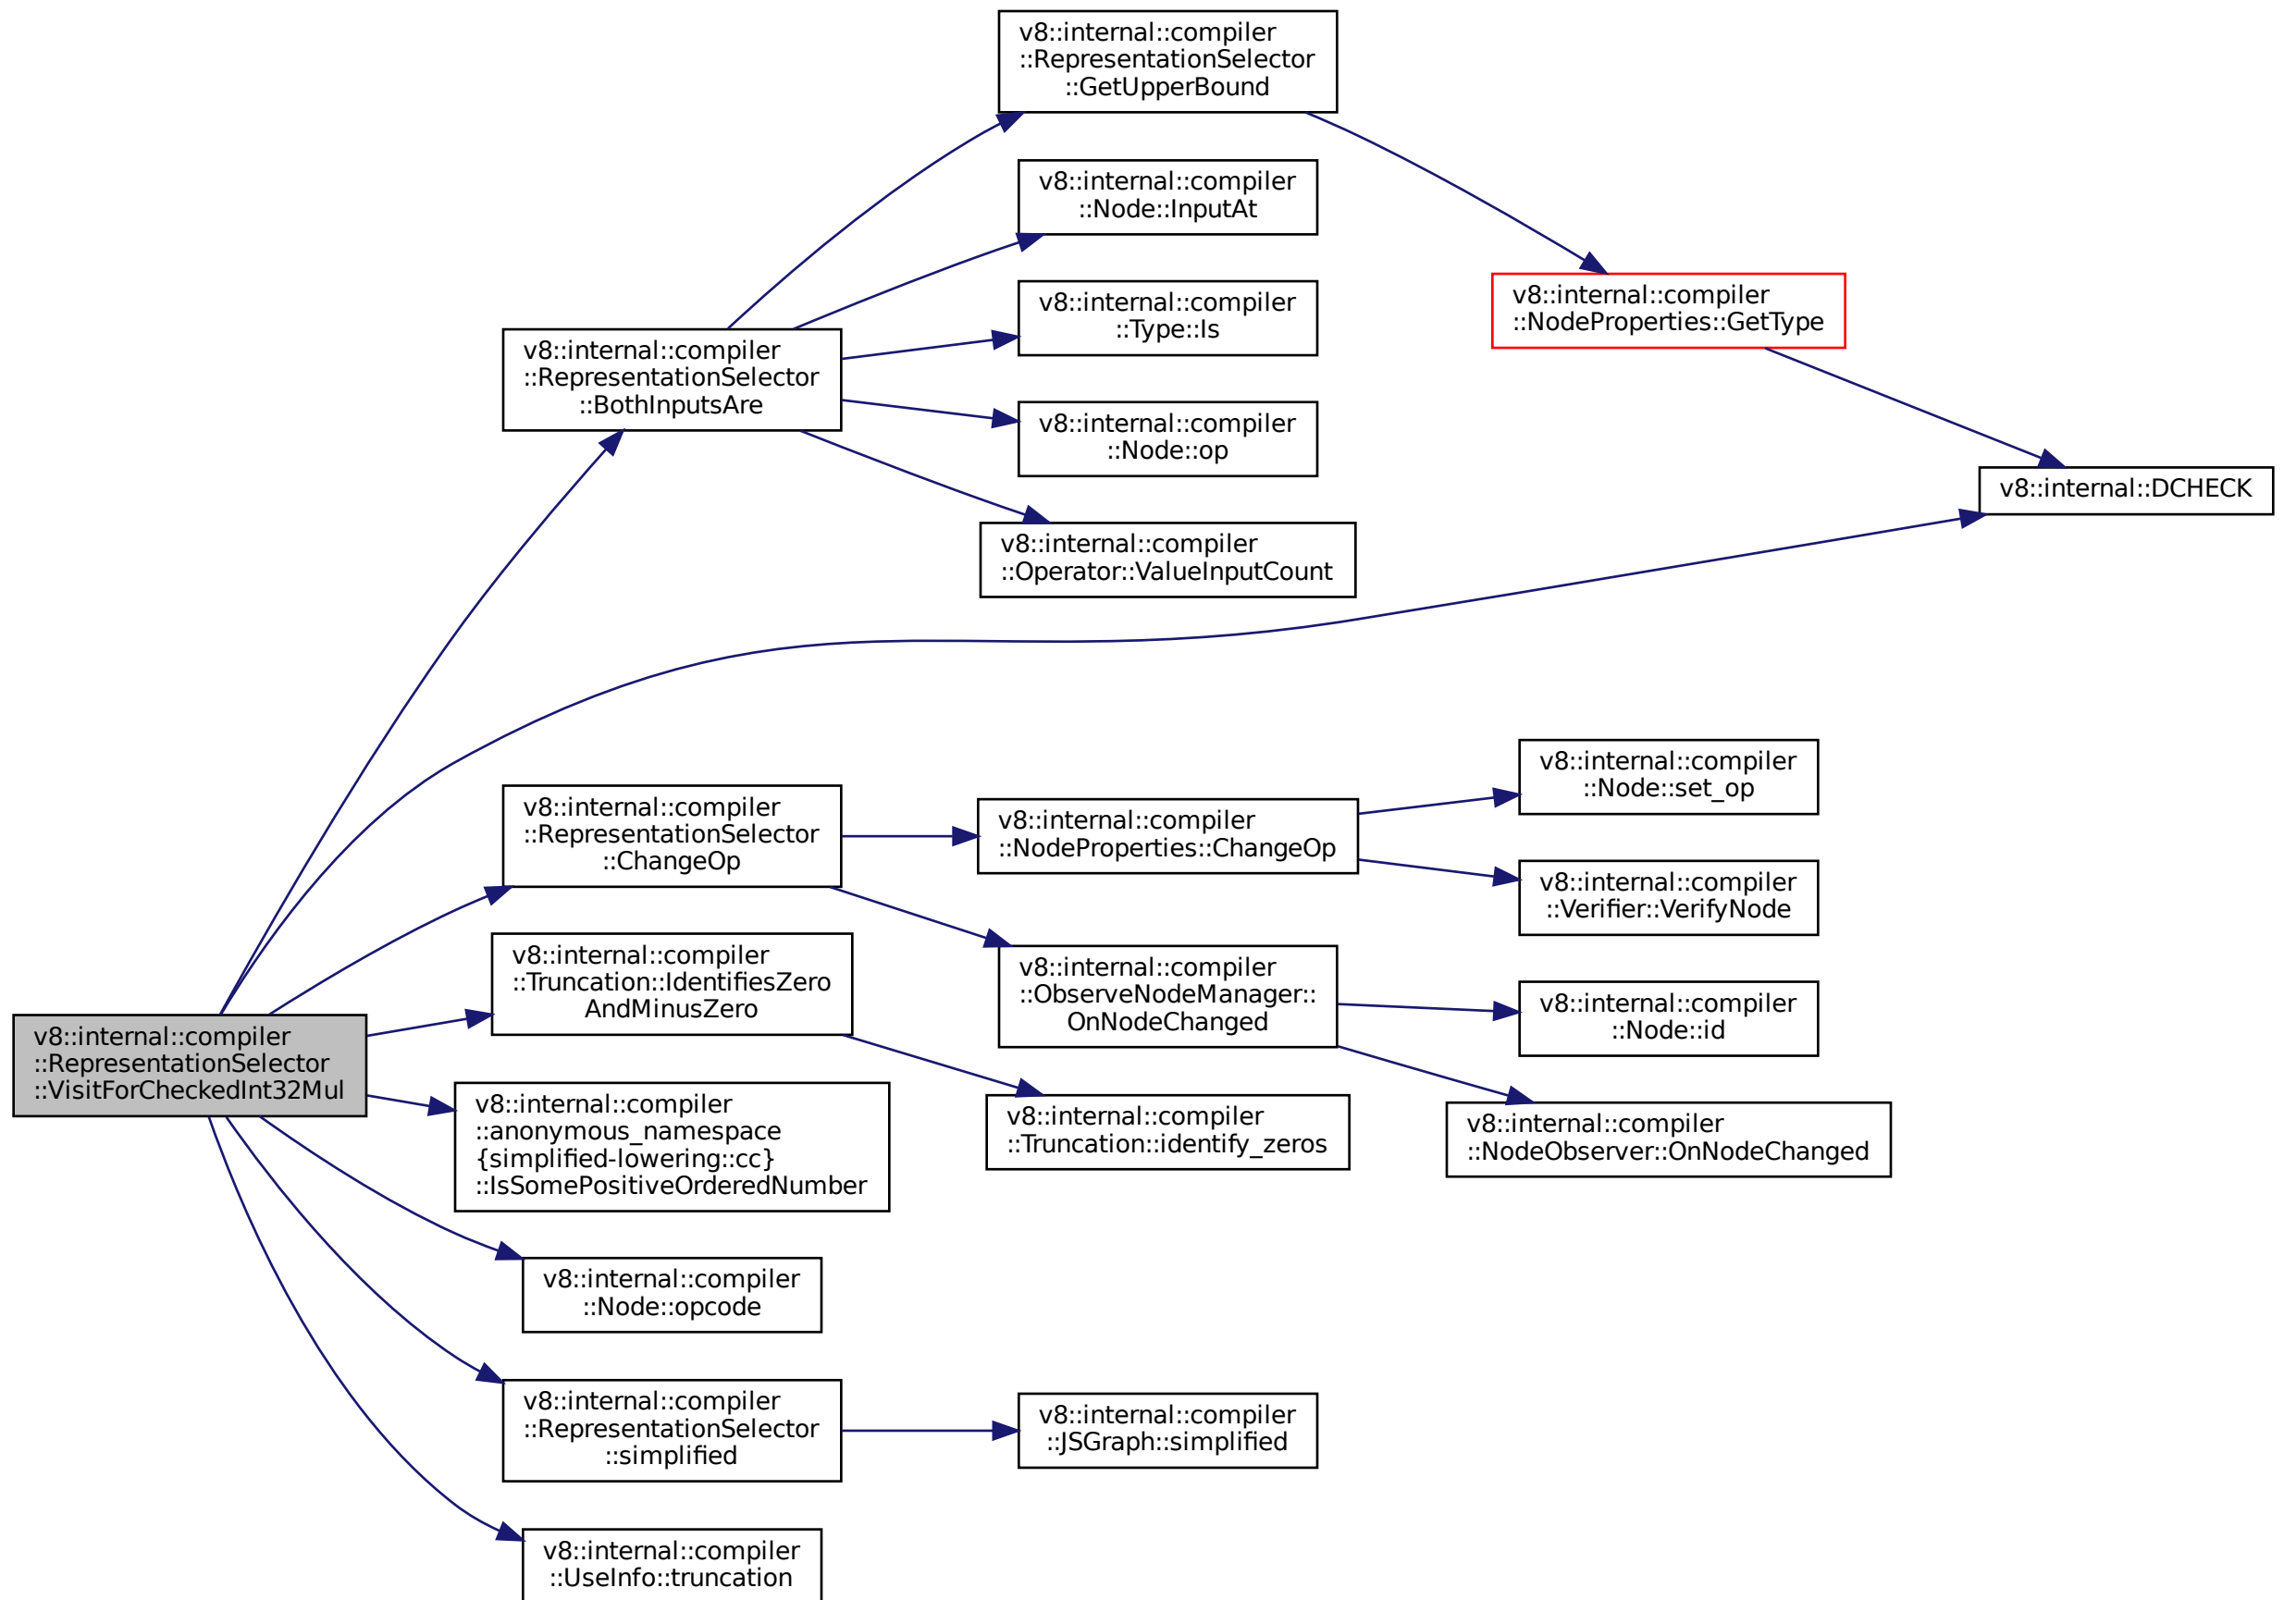 v8::internal::compiler
::RepresentationSelector
::GetUpperBound
v8::internal::compiler
::Node::InputAt
v8::internal::compiler
::Type::Is
v8::internal::compiler
::NodeProperties::GetType
v8::internal::compiler
::RepresentationSelector
::BothInputsAre
v8::internal::compiler
::Node::op
v8::internal::DCHECK
v8::internal::compiler
::Operator::ValueInputCount
v8::internal::compiler
::Node::set_op
v8::internal::compiler
::RepresentationSelector
::ChangeOp
v8::internal::compiler
::NodeProperties::ChangeOp
v8::internal::compiler
::Verifier::VerifyNode
v8::internal::compiler
::Truncation::IdentifiesZero
AndMinusZero
v8::internal::compiler
::ObserveNodeManager::
OnNodeChanged
v8::internal::compiler
::Node::id
v8::internal::compiler
::RepresentationSelector
::VisitForCheckedInt32Mul
v8::internal::compiler
::anonymous_namespace
{simplified-lowering::cc}
::IsSomePositiveOrderedNumber
v8::internal::compiler
::Truncation::identify_zeros
v8::internal::compiler
::NodeObserver::OnNodeChanged
v8::internal::compiler
::Node::opcode
v8::internal::compiler
::RepresentationSelector
::simplified
v8::internal::compiler
::JSGraph::simplified
v8::internal::compiler
::UseInfo::truncation